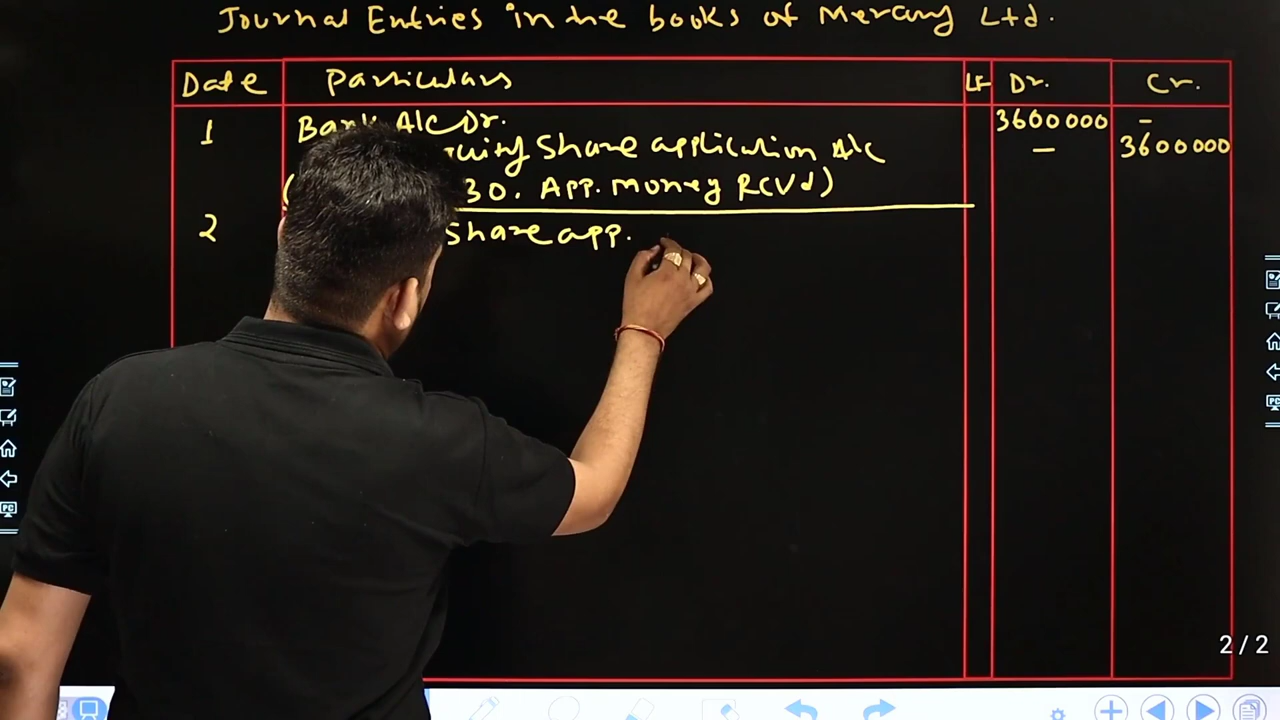 Journal Entries in the books of Mercury Ltd.
Date Particulars LF Dr. Cr.
1 Bank A/c Dr. 3600000 -
Share application A/c — 3600000
( 30. App. money RCVd)
2 Share app.
2 / 2